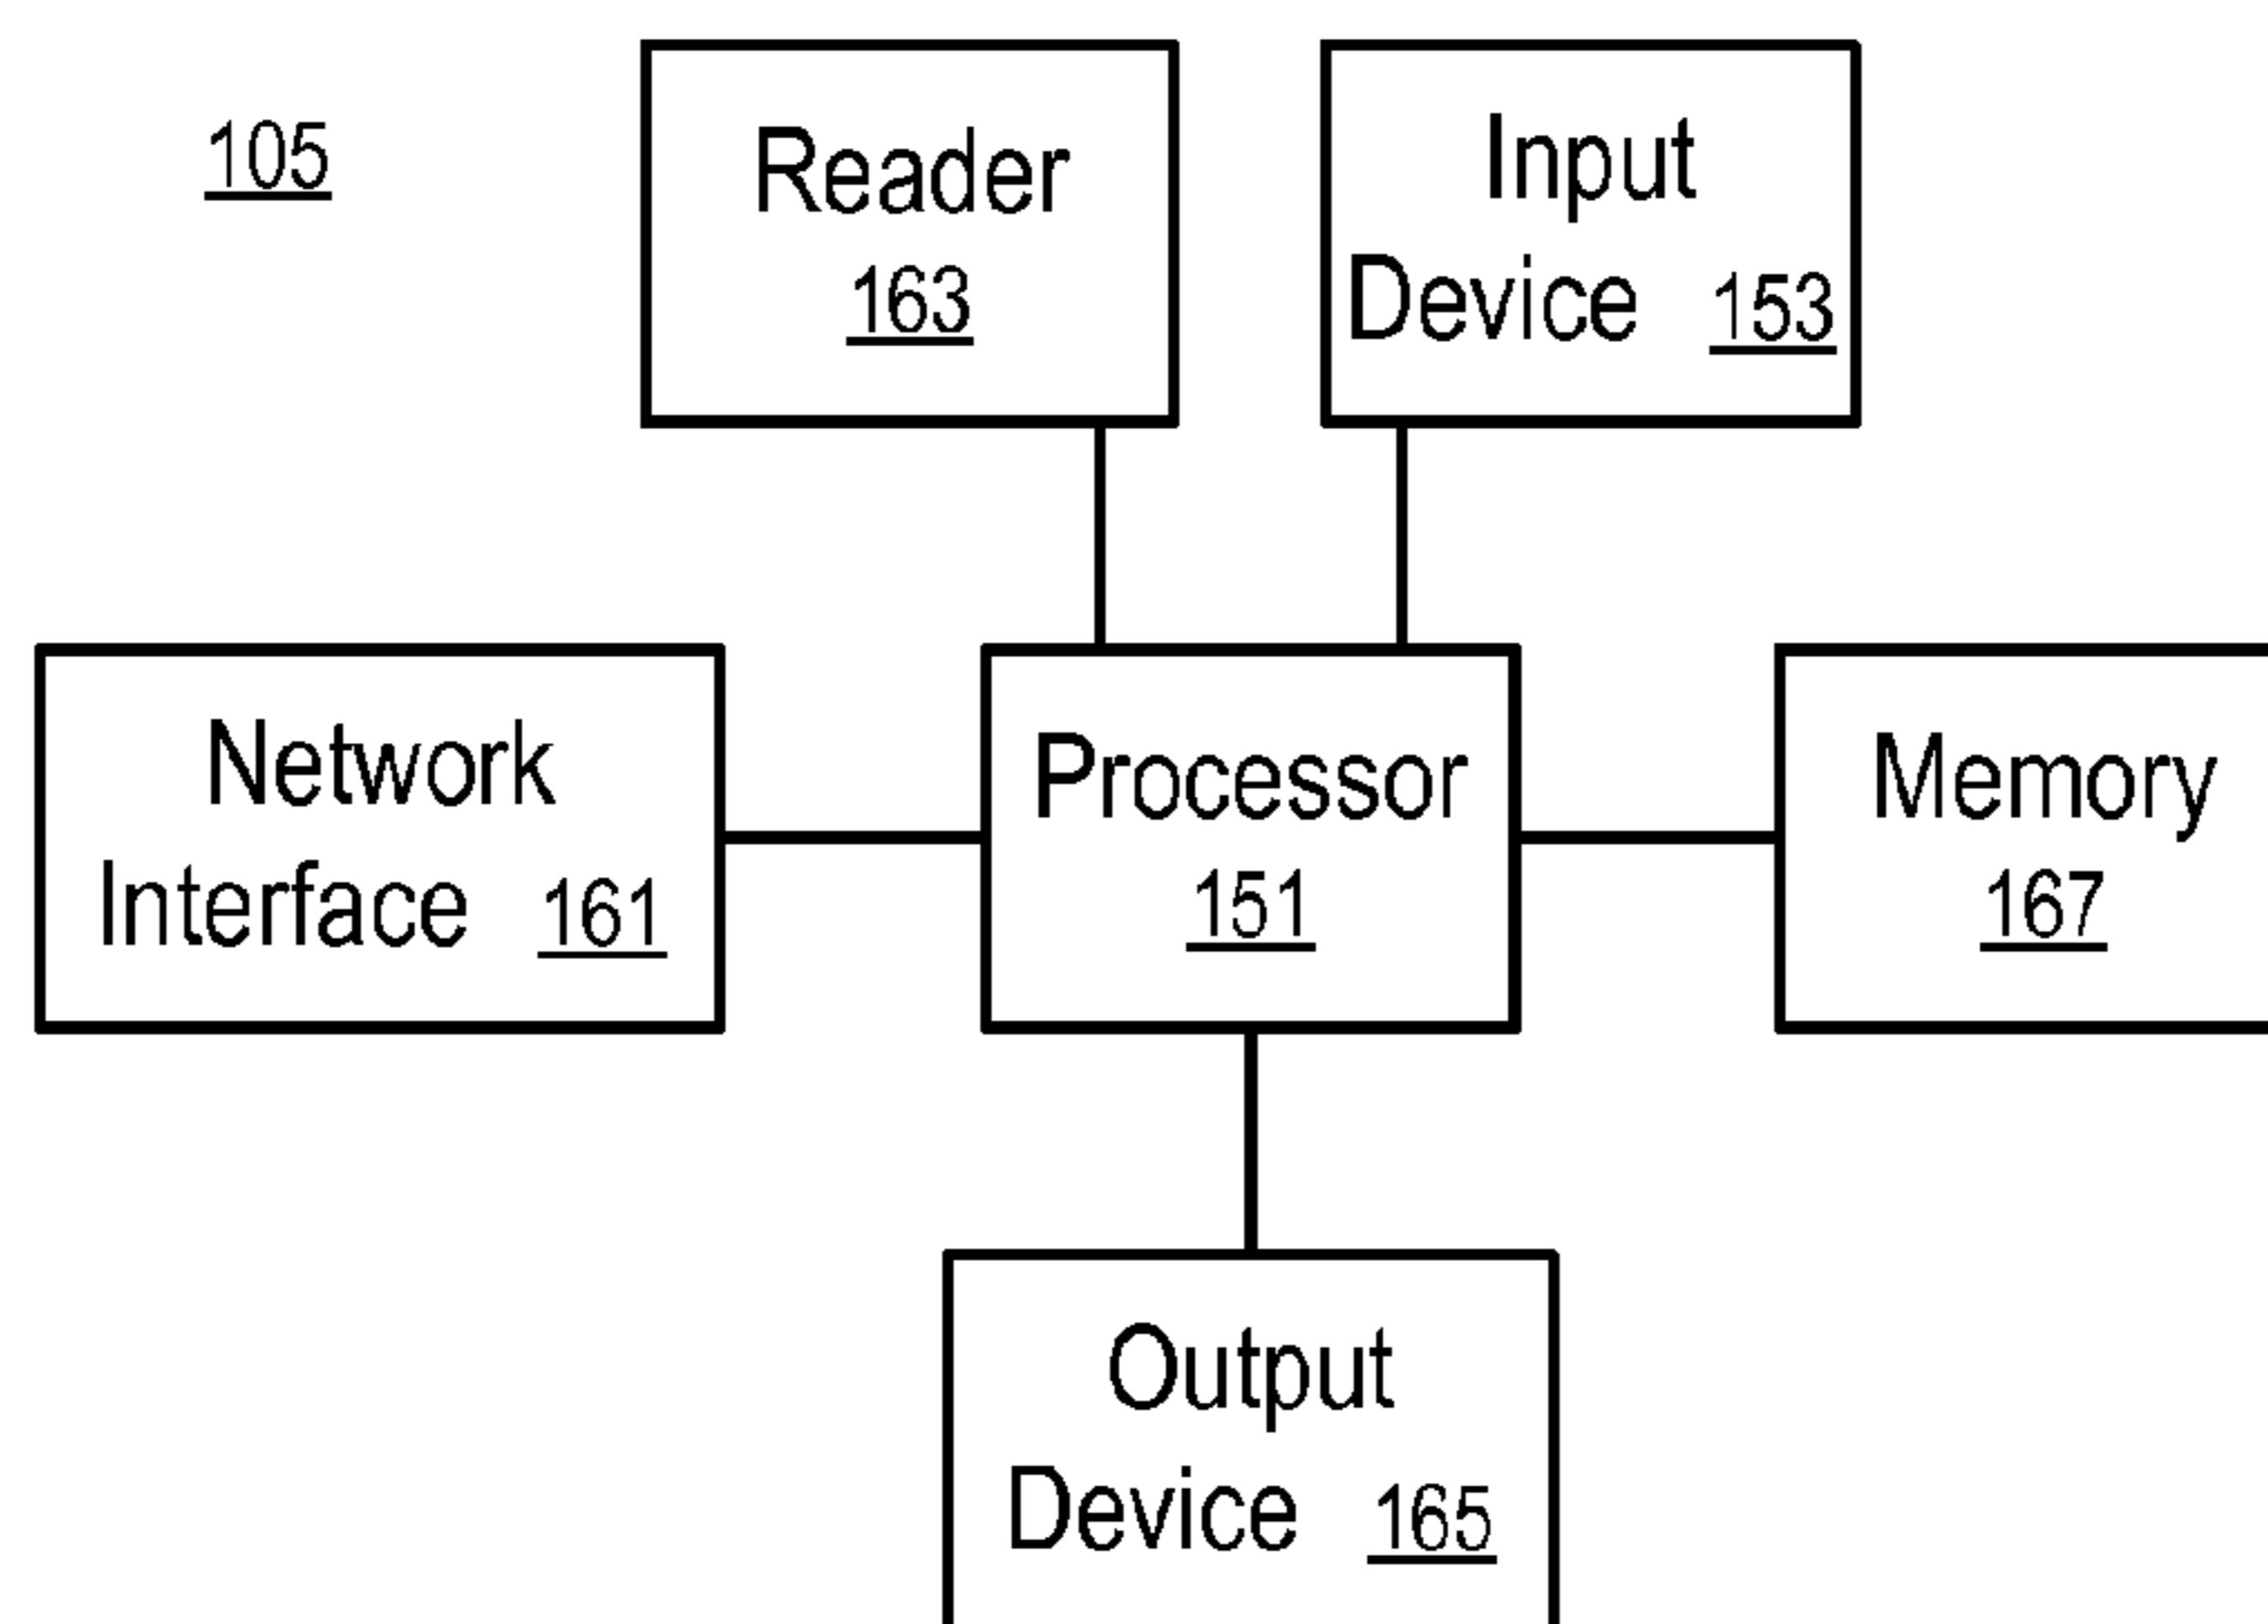 105
Reader
163
Input
Device 153
Network
Interface 161
Processor
151
Memory
167
Output
Device 165